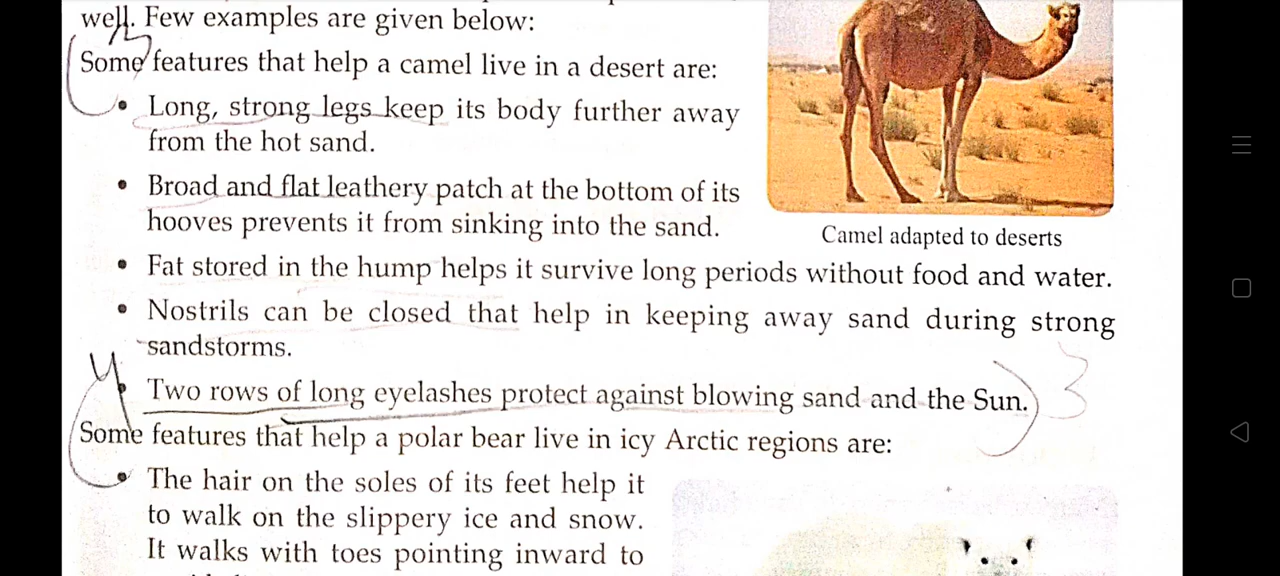 well. Few examples are given below:
Some features that help a camel live in a desert are:
• Long, strong legs keep its body further away
from the hot sand.
• Broad and flat leathery patch at the bottom of its
hooves prevents it from sinking into the sand.
Camel adapted to deserts
• Fat stored in the hump helps it survive long periods without food and water.
• Nostrils can be closed that help in keeping away sand during strong
sandstorms.
• Two rows of long eyelashes protect against blowing sand and the Sun.
3
Some features that help a polar bear live in icy Arctic regions are:
• The hair on the soles of its feet help it
to walk on the slippery ice and snow.
It walks with toes pointing inward to